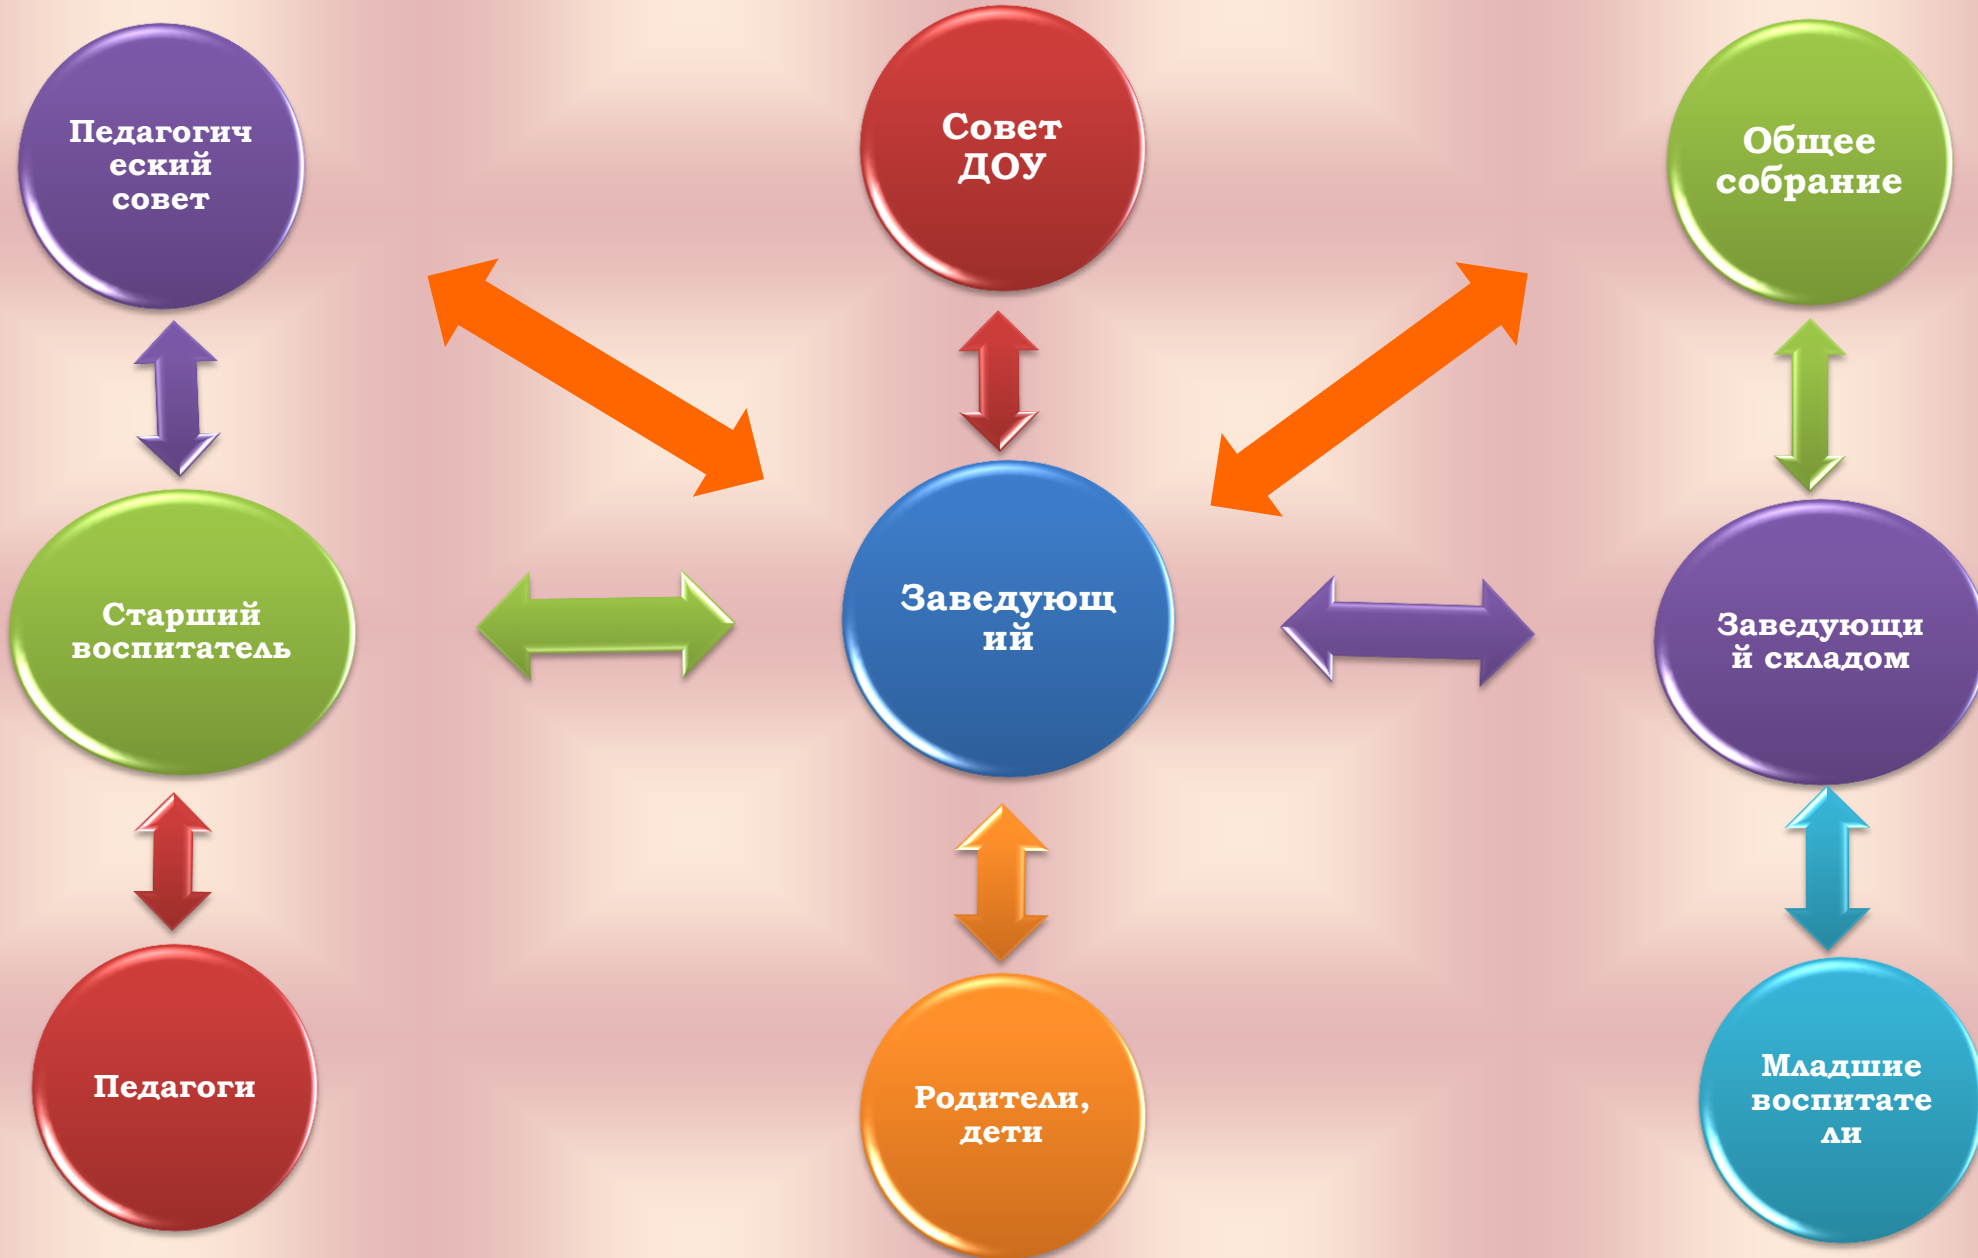 Педагогич
еский
совет
Совет
ДОУ
Общее
собрание
Старший
воспитатель
Заведующ
ий
Заведующи
й складом
Педагоги
Родители,
дети
Младшие
воспитате
ли